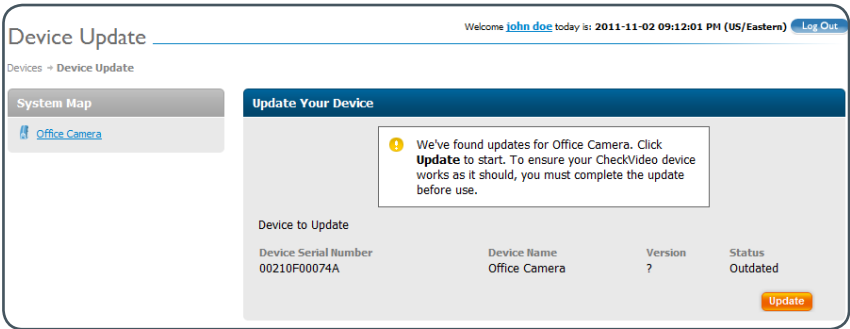 Welcome john doe today is: 2011-11-02 09:12:01 PM (US/Eastern) Log Out
Device Update
Devices → Device Update
System Map
Office Camera
Update Your Device
We've found updates for Office Camera. Click
Update to start. To ensure your CheckVideo device
works as it should, you must complete the update
before use.
Device to Update
Device Serial Number Device Name Version Status
00210F00074A Office Camera ? Outdated
Update